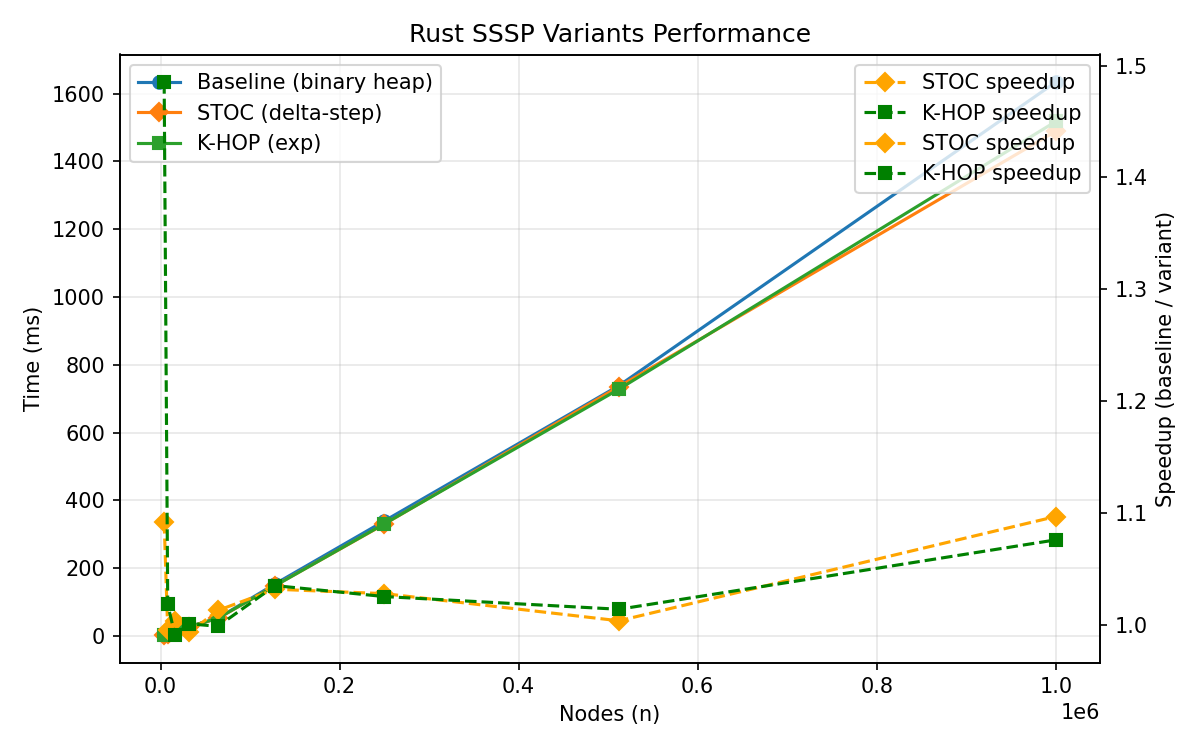 Rust SSSP Variants Performance
Baseline (binary heap)
STOC (delta-step)
K-HOP (exp)
STOC speedup
K-HOP speedup
STOC speedup
K-HOP speedup
Time (ms)
1600
1400
1200
1000
800
600
400
200
0
1.5
1.4
1.3
1.2
1.1
1.0
Speedup (baseline / variant)
0.0
0.2
0.4
0.6
0.8
1.0
1e6
Nodes (n)